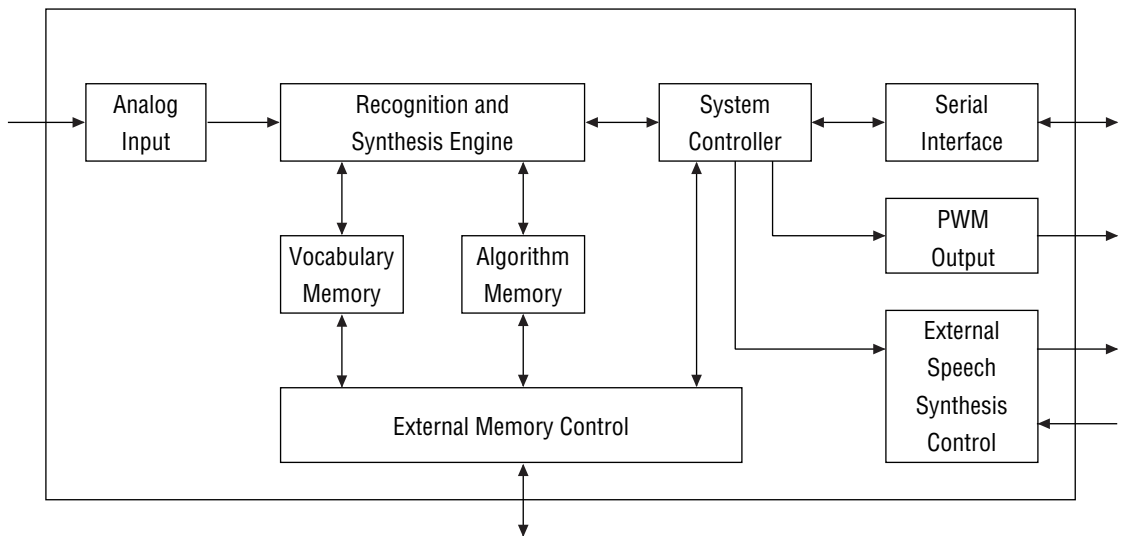 Analog
Input
Recognition and
Synthesis Engine
System
Controller
Serial
Interface
PWM
Output
Vocabulary
Memory
Algorithm
Memory
External
Speech
Synthesis
Control
External Memory Control